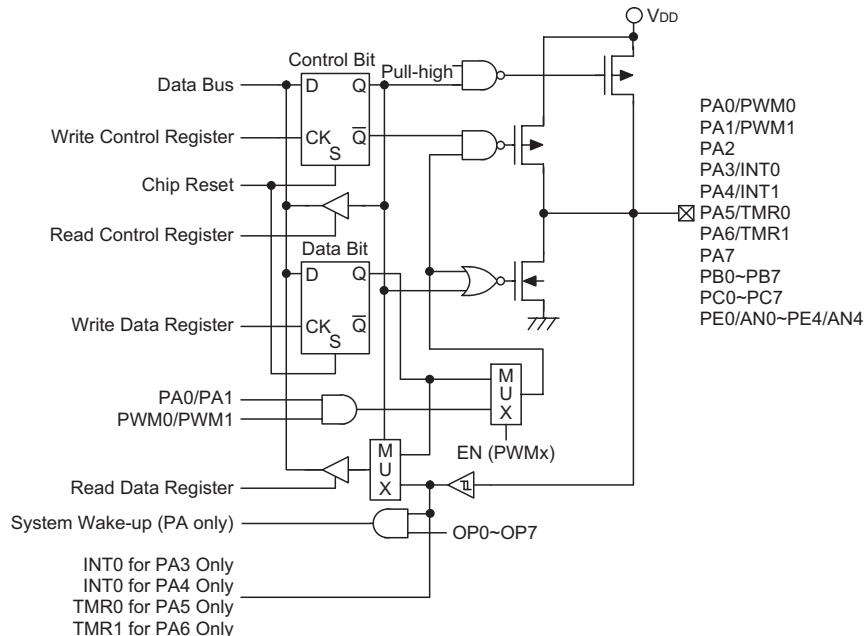 VDD
Control Bit
Pull-high
Data Bus
D
Q
Write Control Register
CK
Q
S
Chip Reset
Read Control Register
Data Bit
D
Q
Write Data Register
CK
Q
S
PA0/PA1
PWM0/PWM1
M
U
X
EN (PWMx)
M
U
X
Read Data Register
System Wake-up (PA only)
OP0~OP7
INT0 for PA3 Only
INT0 for PA4 Only
TMR0 for PA5 Only
TMR1 for PA6 Only
PA0/PWM0
PA1/PWM1
PA2
PA3/INT0
PA4/INT1
PA5/TMR0
PA6/TMR1
PA7
PB0~PB7
PC0~PC7
PE0/AN0~PE4/AN4